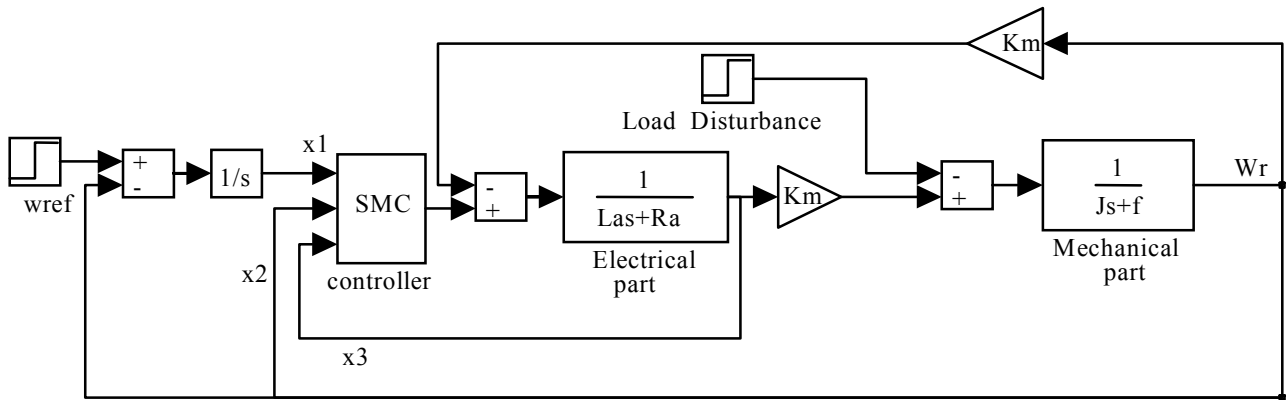 Km
Load Disturbance
wref
+
-
1/s
x1
SMC
controller
x2
x3
-
+
1
Las+Ra
Electrical
part
Km
-
+
1
Js+f
Mechanical
part
Wr